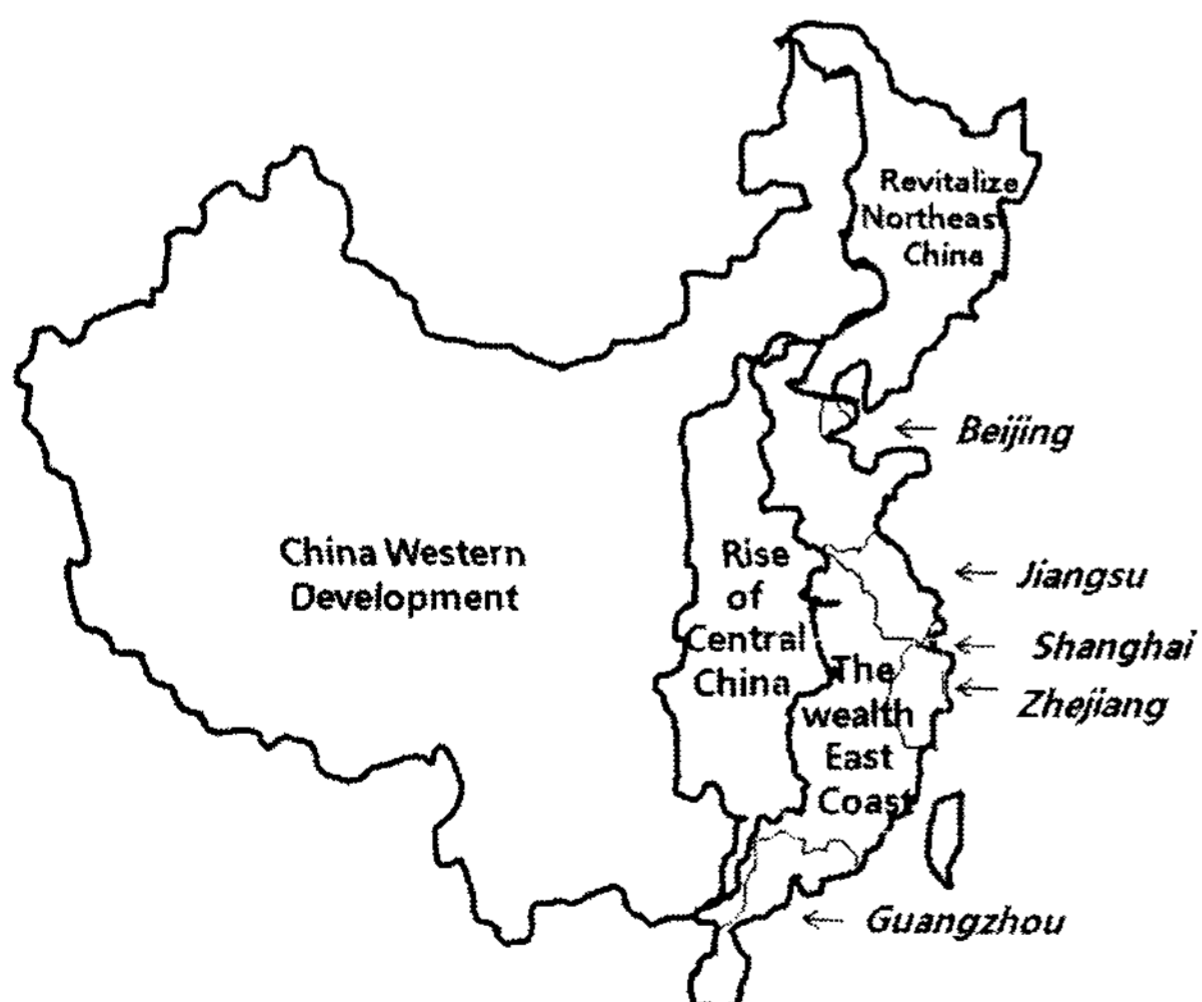 Revitalize
Northeast
China
Beijing
China Western
Development
Rise
of
Central
China
Jiangsu
Shanghai
Zhejiang
The
wealth
East
Coast
Guangzhou